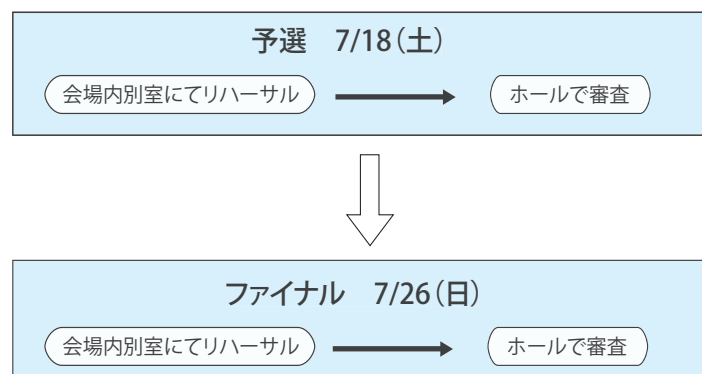 予選　7/18（土）
会場内別室にてリハーサル
ホールで審査
ファイナル　7/26（日）
会場内別室にてリハーサル
ホールで審査